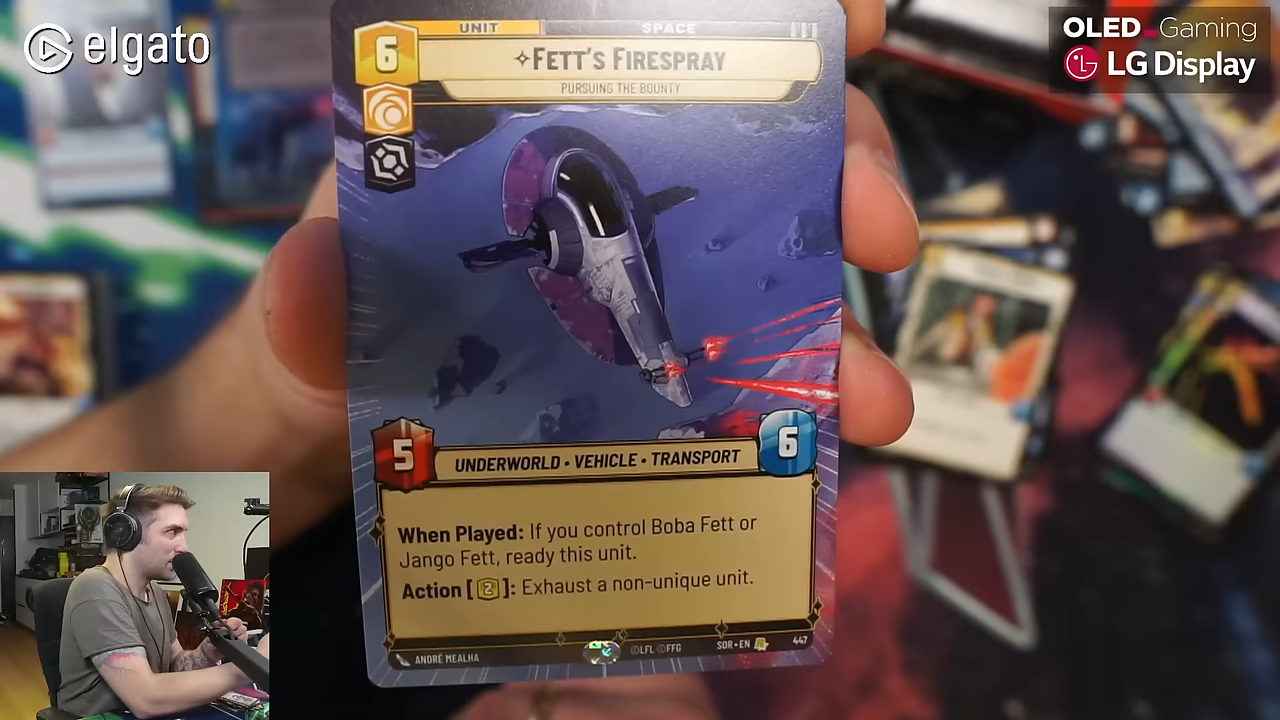 elgato
OLED Gaming
LG Display
UNIT
SPACE
6
FETT'S FIRESPRAY
PURSUING THE BOUNTY
5
6
UNDERWORLD • VEHICLE • TRANSPORT
When Played: If you control Boba Fett or
Jango Fett, ready this unit.
Action [2]: Exhaust a non-unique unit.
ANDRÉ MEALHA
©LFL ©FFG
SOR•EN
447